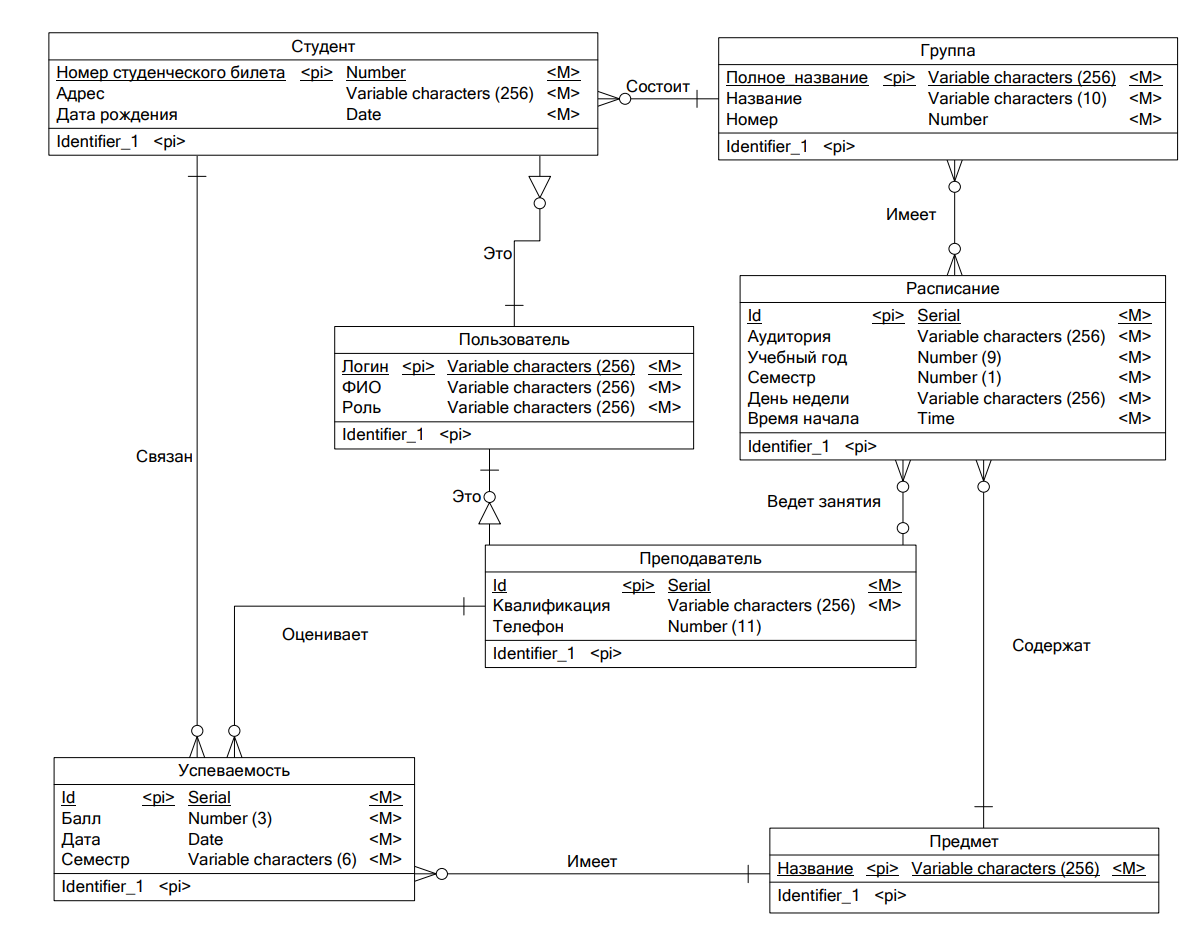 Студент
Номер студенческого билета <pi> Number <M>
Адрес Variable characters (256) <M>
Дата рождения Date <M>
Identifier_1 <pi>
Состоит
Группа
Полное_название <pi> Variable characters (256) <M>
Название Variable characters (10) <M>
Номер Number <M>
Identifier_1 <pi>
Имеет
Это
Расписание
Id <pi> Serial <M>
Аудитория Variable characters (256) <M>
Учебный год Number (9) <M>
Семестр Number (1) <M>
День недели Variable characters (256) <M>
Время начала Time <M>
Identifier_1 <pi>
Пользователь
Логин <pi> Variable characters (256) <M>
ФИО Variable characters (256) <M>
Роль Variable characters (256) <M>
Identifier_1 <pi>
Связан
Это
Ведет занятия
Преподаватель
Id <pi> Serial <M>
Квалификация Variable characters (256) <M>
Телефон Number (11)
Identifier_1 <pi>
Оценивает
Содержат
Успеваемость
Id <pi> Serial <M>
Балл Number (3) <M>
Дата Date <M>
Семестр Variable characters (6) <M>
Identifier_1 <pi>
Имеет
Предмет
Название <pi> Variable characters (256) <M>
Identifier_1 <pi>